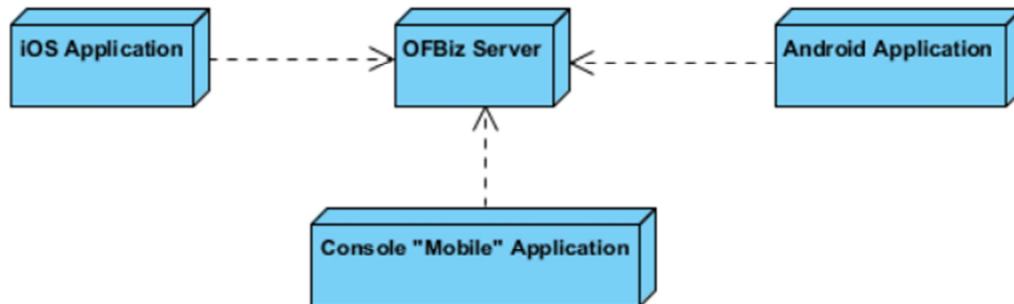 iOS Application
OFBiz Server
Android Application
Console "Mobile" Application